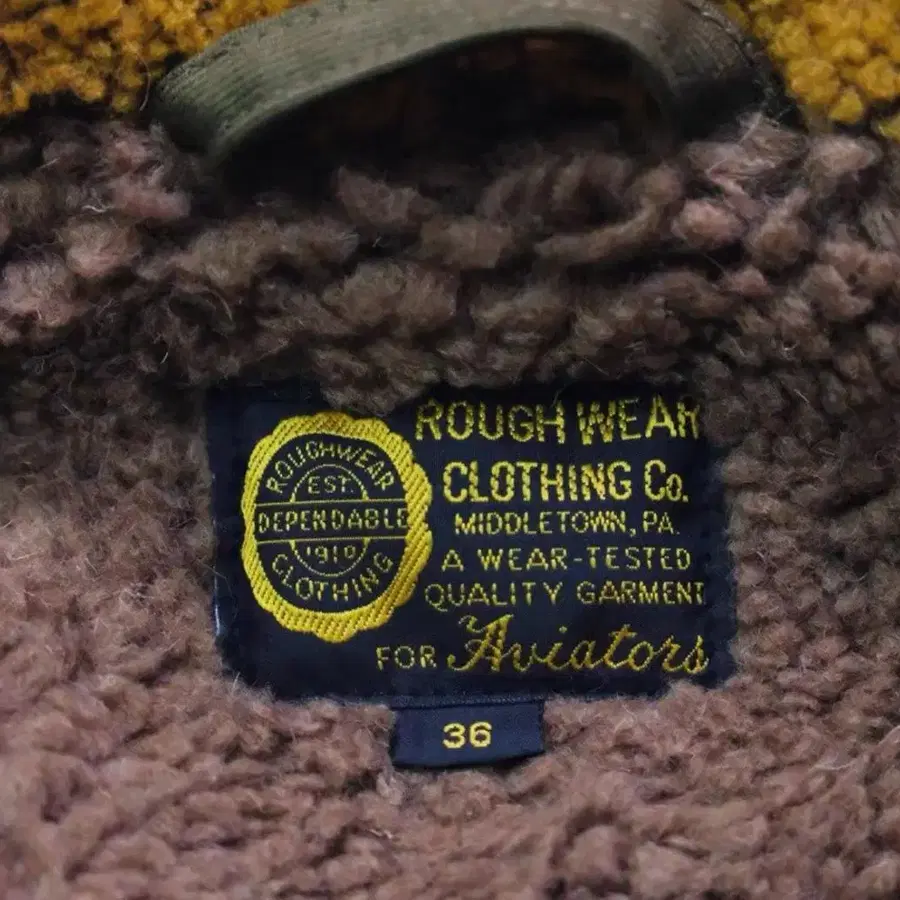 ROUGHWEAR
EST.
DEPENDABLE
1910
CLOTHING
ROUGH WEAR
CLOTHING Co.
MIDDLETOWN, PA.
A WEAR-TESTED
QUALITY GARMENT
FOR Aviators
36